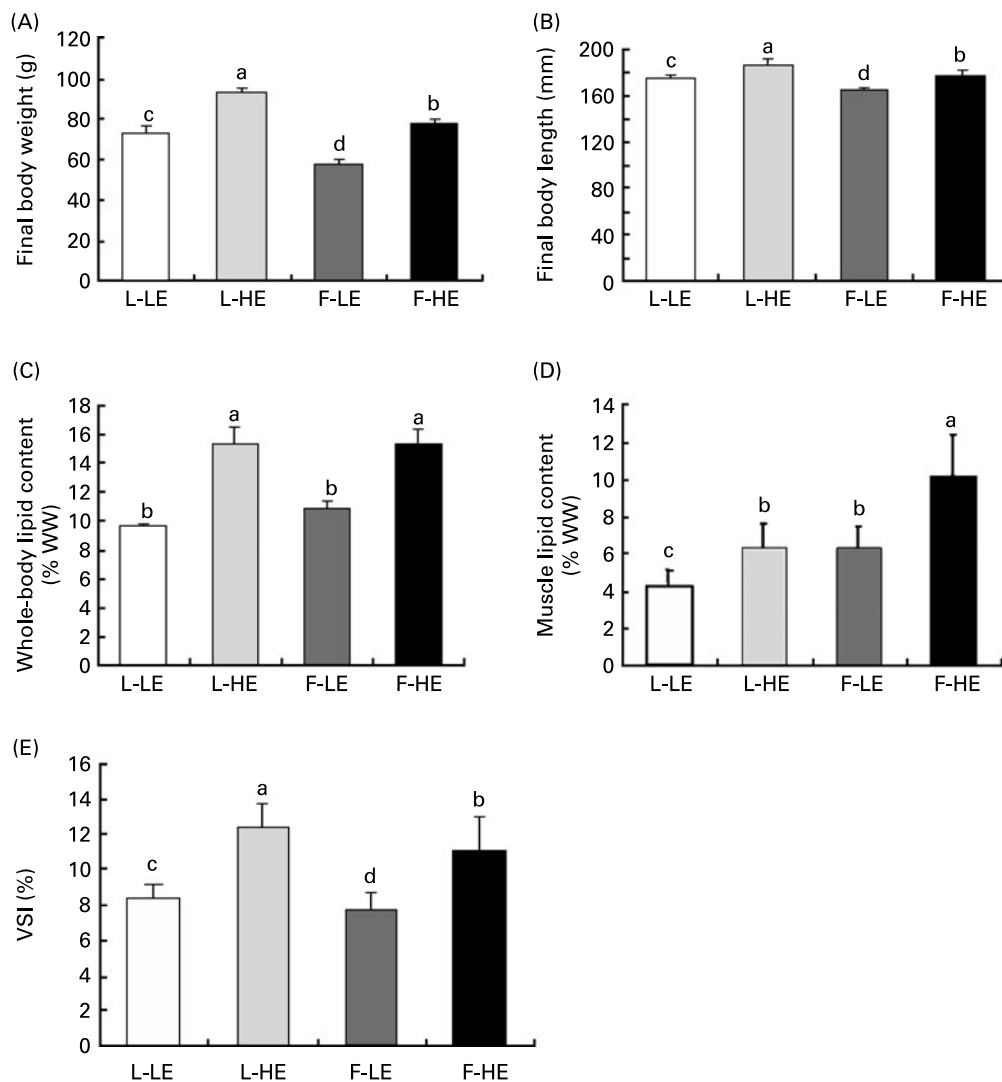 (A)
Final body weight (g)
120
100
80
60
40
20
0
c
a
d
b
L-LE L-HE F-LE F-HE
(B)
Final body length (mm)
200
160
120
80
40
0
c
a
d
b
L-LE L-HE F-LE F-HE
(C)
Whole-body lipid content
(% WW)
18
16
14
12
10
8
6
4
2
0
b
a
b
a
L-LE L-HE F-LE F-HE
(D)
Muscle lipid content
(% WW)
14
12
10
8
6
4
2
0
c
b
b
a
L-LE L-HE F-LE F-HE
(E)
VSI (%)
16
14
12
10
8
6
4
2
0
c
a
d
b
L-LE L-HE F-LE F-HE